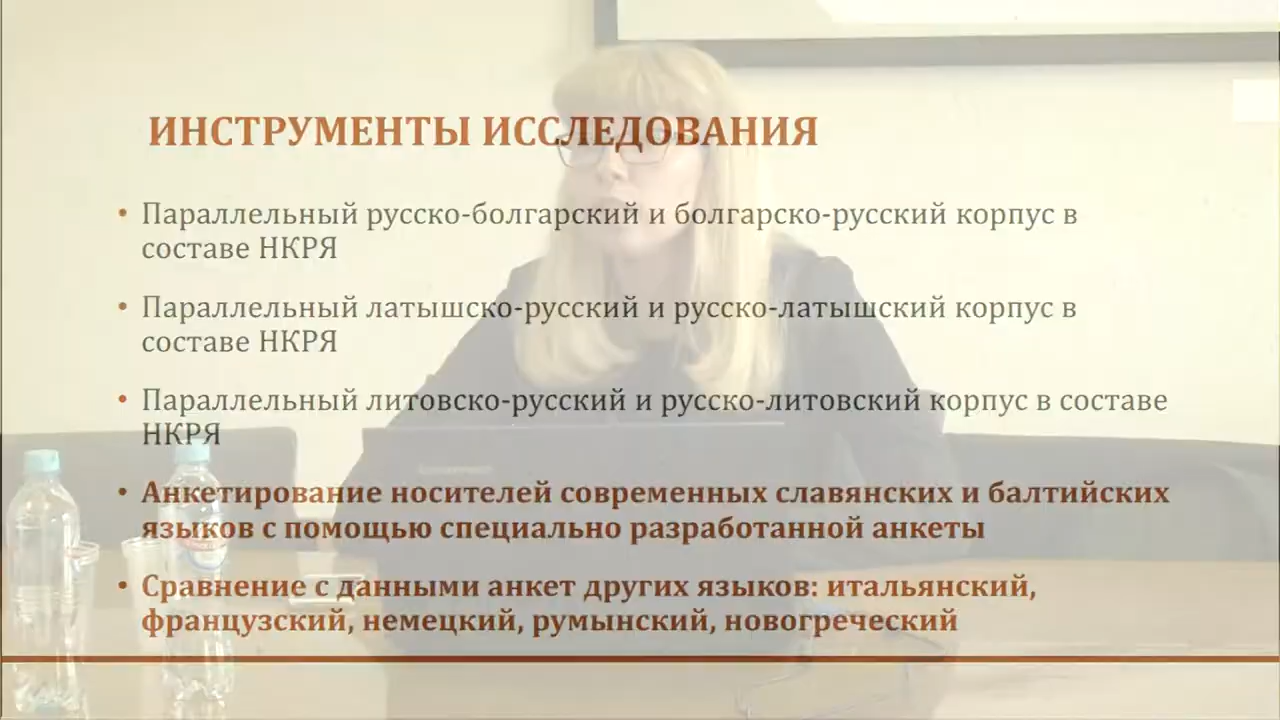 ИНСТРУМЕНТЫ ИССЛЕДОВАНИЯ
• Параллельный русско-болгарский и болгарско-русский корпус в
составе НКРЯ
• Параллельный латышско-русский и русско-латышский корпус в
составе НКРЯ
• Параллельный литовско-русский и русско-литовский корпус в составе
НКРЯ
• Анкетирование носителей современных славянских и балтийских
языков с помощью специально разработанной анкеты
• Сравнение с данными анкет других языков: итальянский,
французский, немецкий, румынский, новогреческий